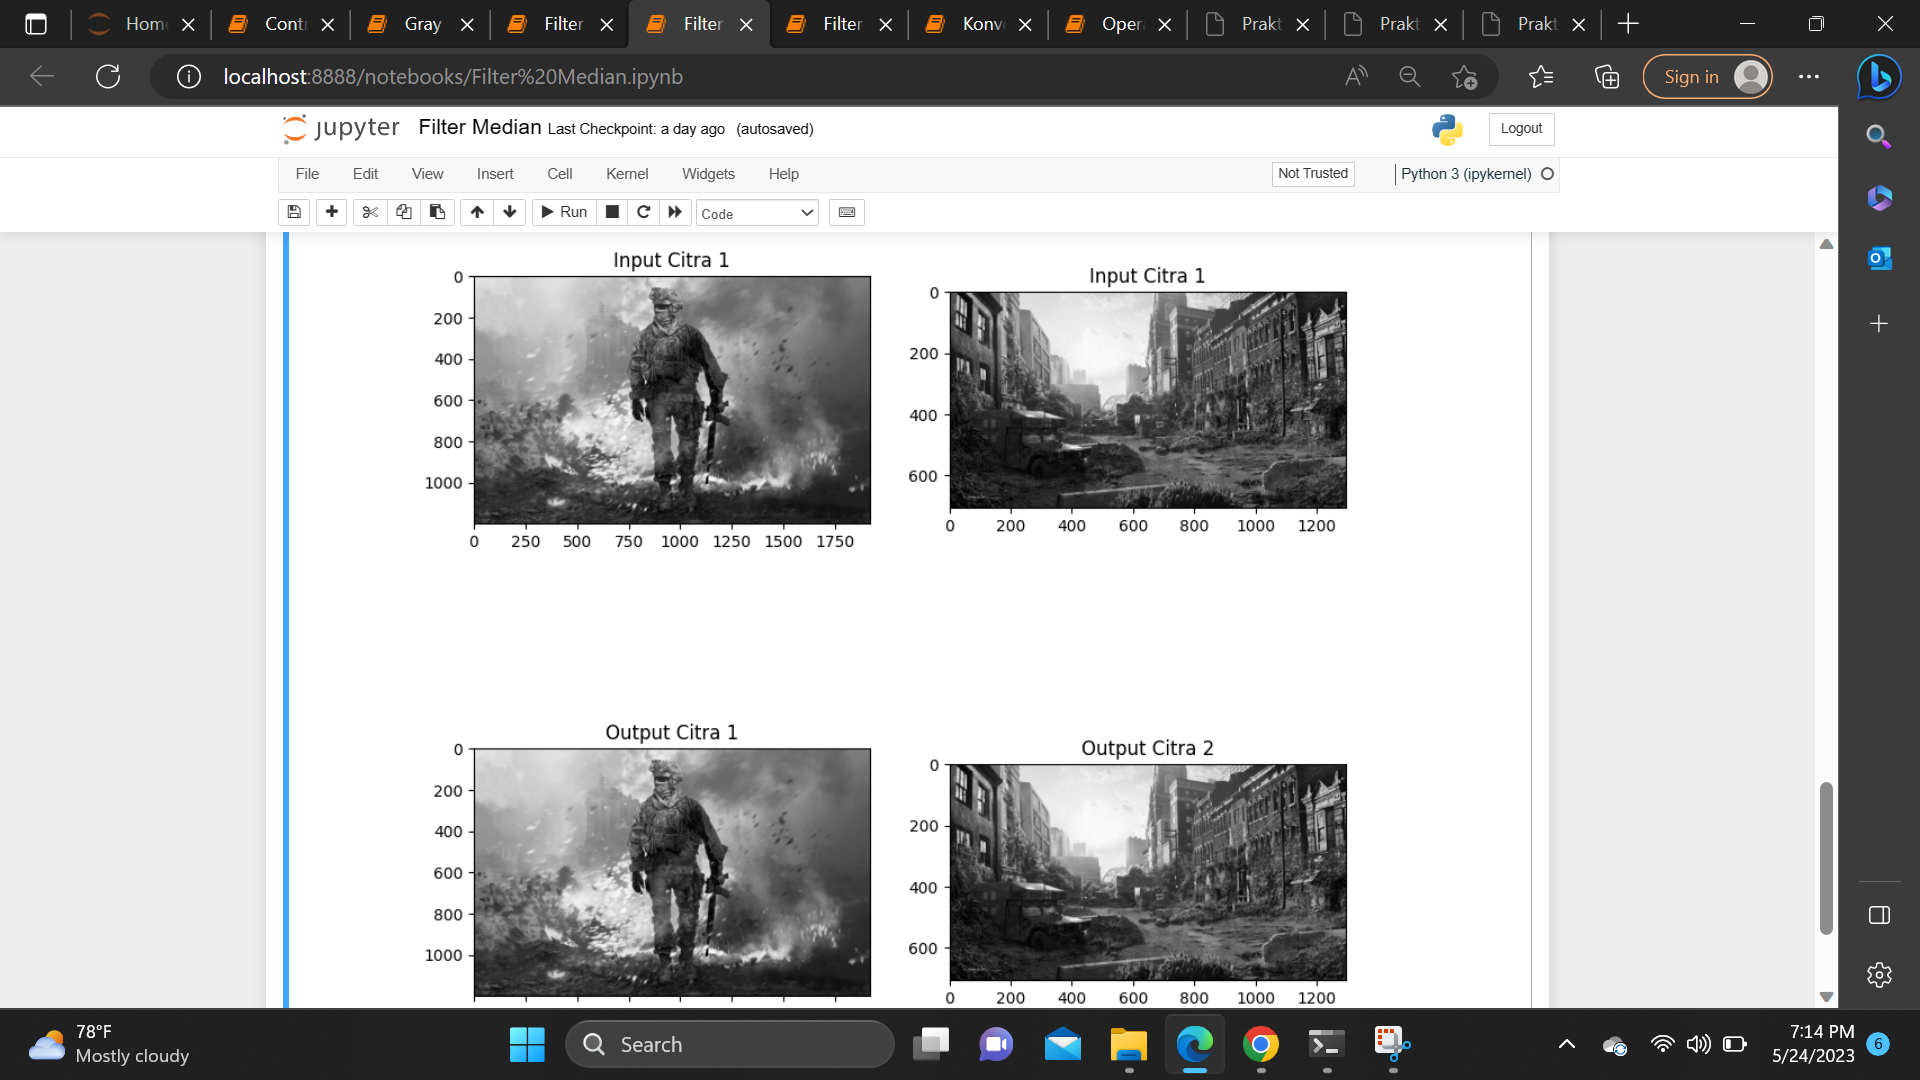 Home
Contr
Gray
Filter
Filter
Filter
Konv
Oper
Prakt
Prakt
Prakt
localhost:8888/notebooks/Filter%20Median.ipynb
Sign in
jupyter Filter Median Last Checkpoint: a day ago (autosaved)
Logout
File Edit View Insert Cell Kernel Widgets Help
Not Trusted
Python 3 (ipykernel)
Run
Code
Input Citra 1
0
200
400
600
800
1000
0 250 500 750 1000 1250 1500 1750
Input Citra 1
0
200
400
600
0 200 400 600 800 1000 1200
Output Citra 1
0
200
400
600
800
1000
Output Citra 2
0
200
400
600
0 200 400 600 800 1000 1200
78°F
Mostly cloudy
Search
7:14 PM
5/24/2023
6